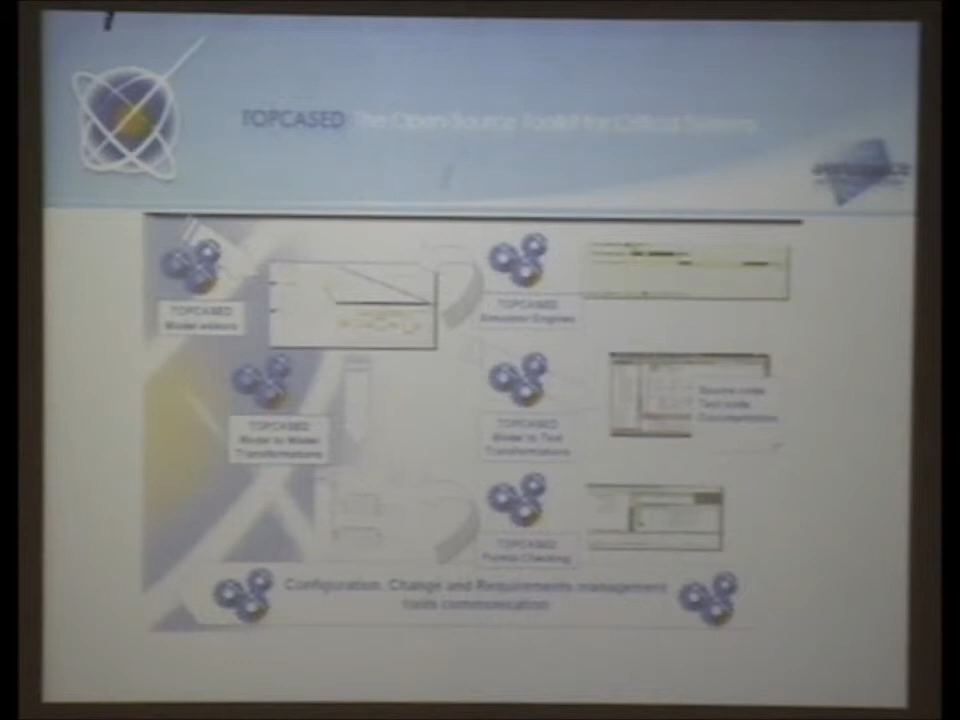 TOPCASED The Open-Source Toolkit for Critical Systems
TOPCASED
Model editors
TOPCASED
Simulator Engines
TOPCASED
Model to Model
Transformations
TOPCASED
Model to Text
Transformations
Source code
Test code
Documentation
TOPCASED
Formal Checking
Configuration, Change and Requirements management
tools communication